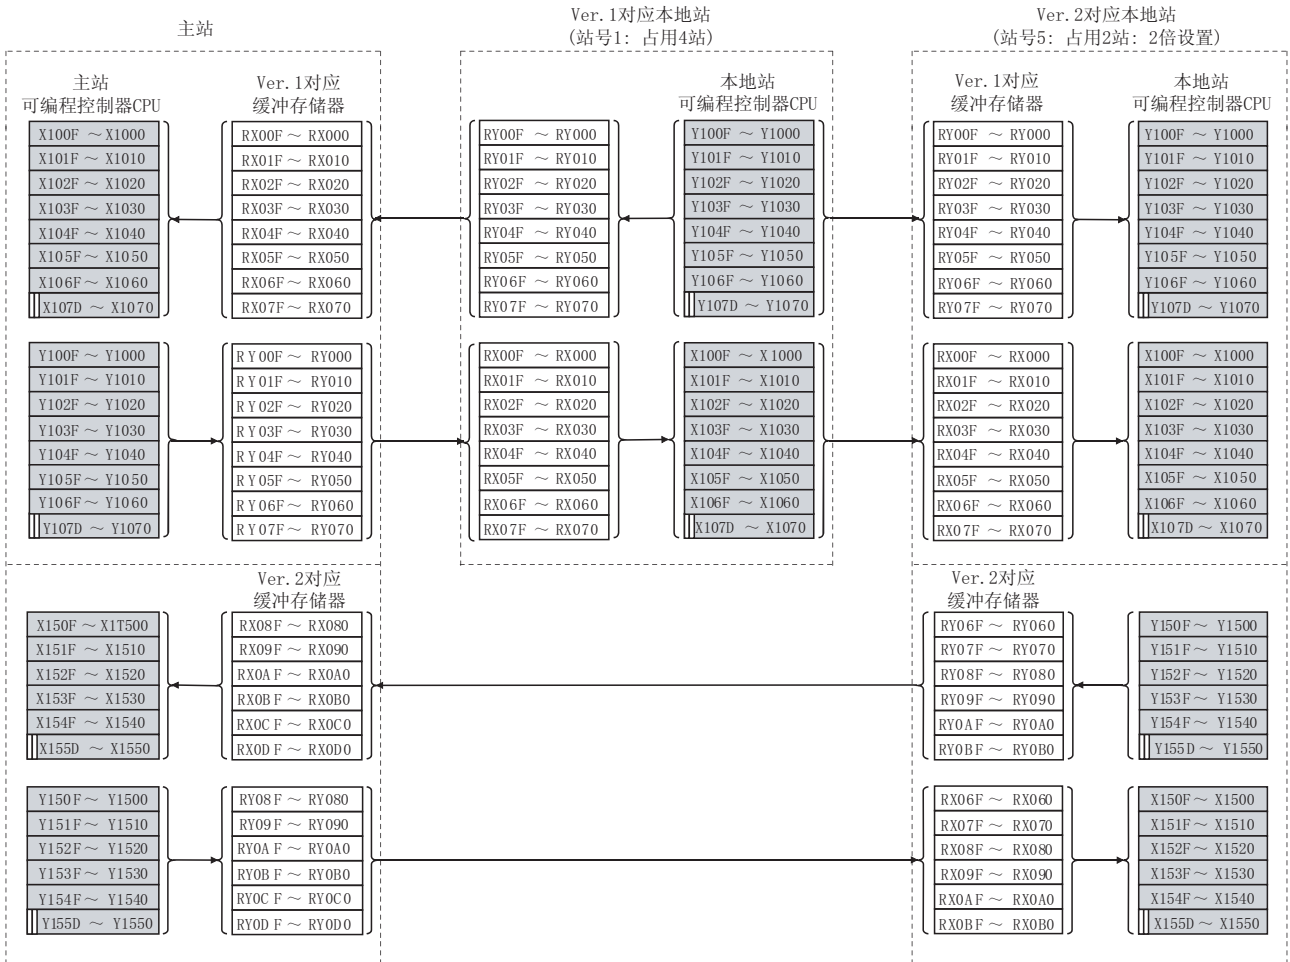 主站
Ver.1对应本地站
(站号1: 占用4站)
Ver.2对应本地站
(站号5: 占用2站: 2倍设置)
主站
可编程控制器CPU
X100F ～ X1000
X101F ～ X1010
X102F ～ X1020
X103F ～ X1030
X104F ～ X1040
X105F ～ X1050
X106F ～ X1060
X107D ～ X1070
Ver.1对应
缓冲存储器
RX00F ～ RX000
RX01F ～ RX010
RX02F ～ RX020
RX03F ～ RX030
RX04F ～ RX040
RX05F ～ RX050
RX06F ～ RX060
RX07F ～ RX070
RY00F ～ RY000
RY01F ～ RY010
RY02F ～ RY020
RY03F ～ RY030
RY04F ～ RY040
RY05F ～ RY050
RY06F ～ RY060
RY07F ～ RY070
本地站
可编程控制器CPU
Y100F ～ Y1000
Y101F ～ Y1010
Y102F ～ Y1020
Y103F ～ Y1030
Y104F ～ Y1040
Y105F ～ Y1050
Y106F ～ Y1060
Y107D ～ Y1070
Ver.1对应
缓冲存储器
RY00F ～ RY000
RY01F ～ RY010
RY02F ～ RY020
RY03F ～ RY030
RY04F ～ RY040
RY05F ～ RY050
RY06F ～ RY060
RY07F ～ RY070
本地站
可编程控制器CPU
Y100F ～ Y1000
Y101F ～ Y1010
Y102F ～ Y1020
Y103F ～ Y1030
Y104F ～ Y1040
Y105F ～ Y1050
Y106F ～ Y1060
Y107D ～ Y1070
Y100F ～ Y1000
Y101F ～ Y1010
Y102F ～ Y1020
Y103F ～ Y1030
Y104F ～ Y1040
Y105F ～ Y1050
Y106F ～ Y1060
Y107D ～ Y1070
RY00F ～ RY000
RY01F ～ RY010
RY02F ～ RY020
RY03F ～ RY030
RY04F ～ RY040
RY05F ～ RY050
RY06F ～ RY060
RY07F ～ RY070
RX00F ～ RX000
RX01F ～ RX010
RX02F ～ RX020
RX03F ～ RX030
RX04F ～ RX040
RX05F ～ RX050
RX06F ～ RX060
RX07F ～ RX070
X100F ～ X1000
X101F ～ X1010
X102F ～ X1020
X103F ～ X1030
X104F ～ X1040
X105F ～ X1050
X106F ～ X1060
X107D ～ X1070
RX00F ～ RX000
RX01F ～ RX010
RX02F ～ RX020
RX03F ～ RX030
RX04F ～ RX040
RX05F ～ RX050
RX06F ～ RX060
RX07F ～ RX070
X100F ～ X1000
X101F ～ X1010
X102F ～ X1020
X103F ～ X1030
X104F ～ X1040
X105F ～ X1050
X106F ～ X1060
X107D ～ X1070
X150F ～ X1T500
X151F ～ X1510
X152F ～ X1520
X153F ～ X1530
X154F ～ X1540
X155D ～ X1550
Ver.2对应
缓冲存储器
RX08F ～ RX080
RX09F ～ RX090
RX0AF ～ RX0A0
RX0BF ～ RX0B0
RX0CF ～ RX0C0
RX0DF ～ RX0D0
Ver.2对应
缓冲存储器
RY06F ～ RY060
RY07F ～ RY070
RY08F ～ RY080
RY09F ～ RY090
RY0AF ～ RY0A0
RY0BF ～ RY0B0
Y150F ～ Y1500
Y151F ～ Y1510
Y152F ～ Y1520
Y153F ～ Y1530
Y154F ～ Y1540
Y155D ～ Y1550
Y150F ～ Y1500
Y151F ～ Y1510
Y152F ～ Y1520
Y153F ～ Y1530
Y154F ～ Y1540
Y155D ～ Y1550
RY08F ～ RY080
RY09F ～ RY090
RY0AF ～ RY0A0
RY0BF ～ RY0B0
RY0CF ～ RY0C0
RY0DF ～ RY0D0
RX06F ～ RX060
RX07F ～ RX070
RX08F ～ RX080
RX09F ～ RX090
RX0AF ～ RX0A0
RX0BF ～ RX0B0
X150F ～ X1500
X151F ～ X1510
X152F ～ X1520
X153F ～ X1530
X154F ～ X1540
X155D ～ X1550